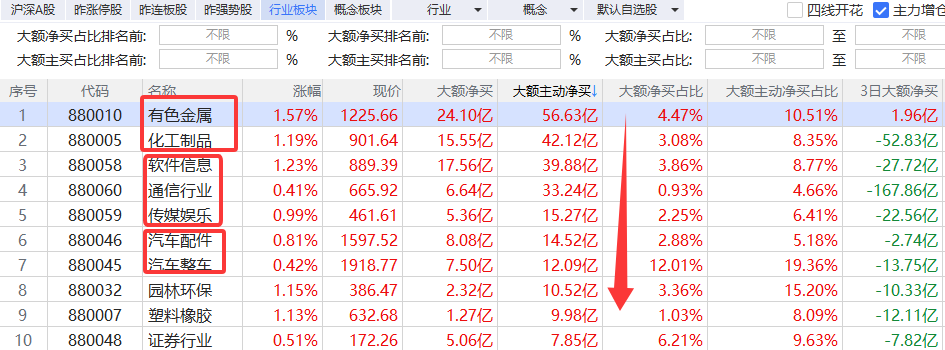 沪深A股 昨涨停股 昨连板股 昨强势股 行业板块 概念板块 行业 概念 默认自选股 四线开花 主力增仓
大额净买占比排名前: 不限 % 大额净买排名前: 不限 大额净买占比: 不限 至 不限
大额主买占比排名前: 不限 % 大额主买排名前: 不限 大额主买占比: 不限 至 不限
序号 代码 名称 涨幅 现价 大额净买 大额主动净买↓ 大额净买占比 大额主动净买占比 3日大额净买
1 880010 有色金属 1.57% 1225.66 24.10亿 56.63亿 4.47% 10.51% 1.96亿
2 880005 化工制品 1.19% 901.64 15.55亿 42.12亿 3.08% 8.35% -52.83亿
3 880058 软件信息 1.23% 889.39 17.56亿 39.88亿 3.86% 8.77% -27.72亿
4 880060 通信行业 0.41% 665.92 6.64亿 33.24亿 0.93% 4.66% -167.86亿
5 880059 传媒娱乐 0.99% 461.61 5.36亿 15.27亿 2.25% 6.41% -22.56亿
6 880046 汽车配件 0.81% 1597.52 8.08亿 14.52亿 2.88% 5.18% -2.74亿
7 880045 汽车整车 0.42% 1918.77 7.50亿 12.09亿 12.01% 19.36% -13.75亿
8 880032 园林环保 1.15% 386.47 2.32亿 10.52亿 3.36% 15.20% -10.33亿
9 880007 塑料橡胶 1.13% 632.68 1.27亿 9.98亿 1.03% 8.09% -12.11亿
10 880048 证券行业 0.51% 172.26 5.06亿 7.85亿 6.21% 9.63% -7.82亿